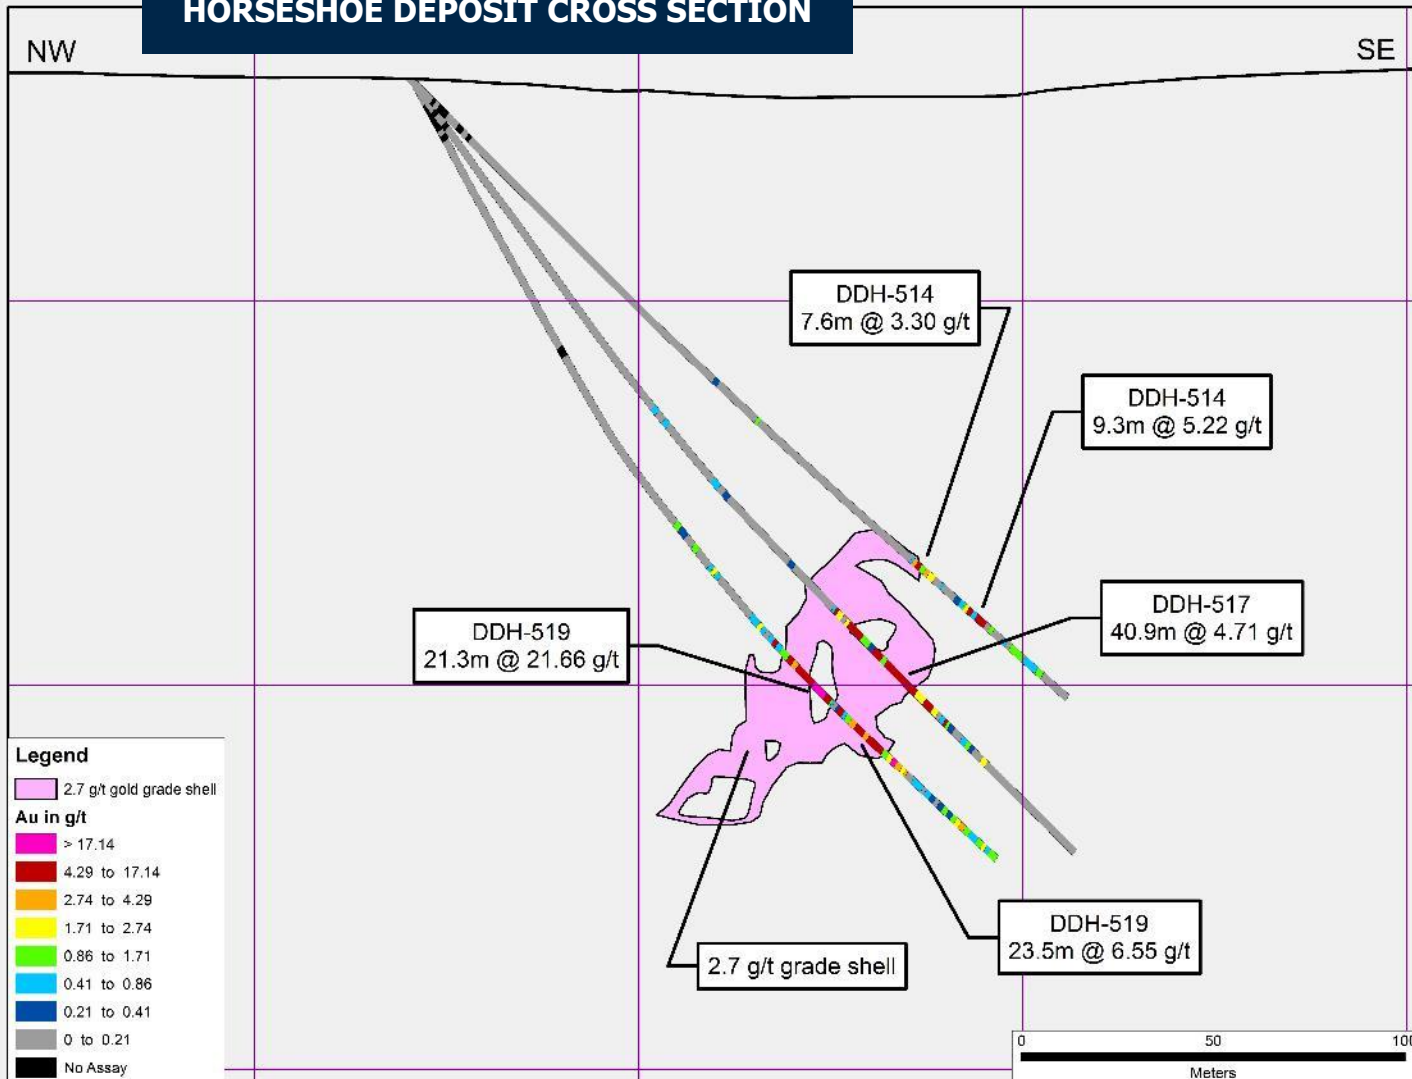 HORSESHOE DEPOSIT CROSS SECTION
NW
SE
DDH-514
7.6m @ 3.30 g/t
DDH-514
9.3m @ 5.22 g/t
DDH-517
40.9m @ 4.71 g/t
DDH-519
21.3m @ 21.66 g/t
DDH-519
23.5m @ 6.55 g/t
2.7 g/t grade shell
Legend
2.7 g/t gold grade shell
Au in g/t
> 17.14
4.29 to 17.14
2.74 to 4.29
1.71 to 2.74
0.86 to 1.71
0.41 to 0.86
0.21 to 0.41
0 to 0.21
No Assay
0 50 100
Meters